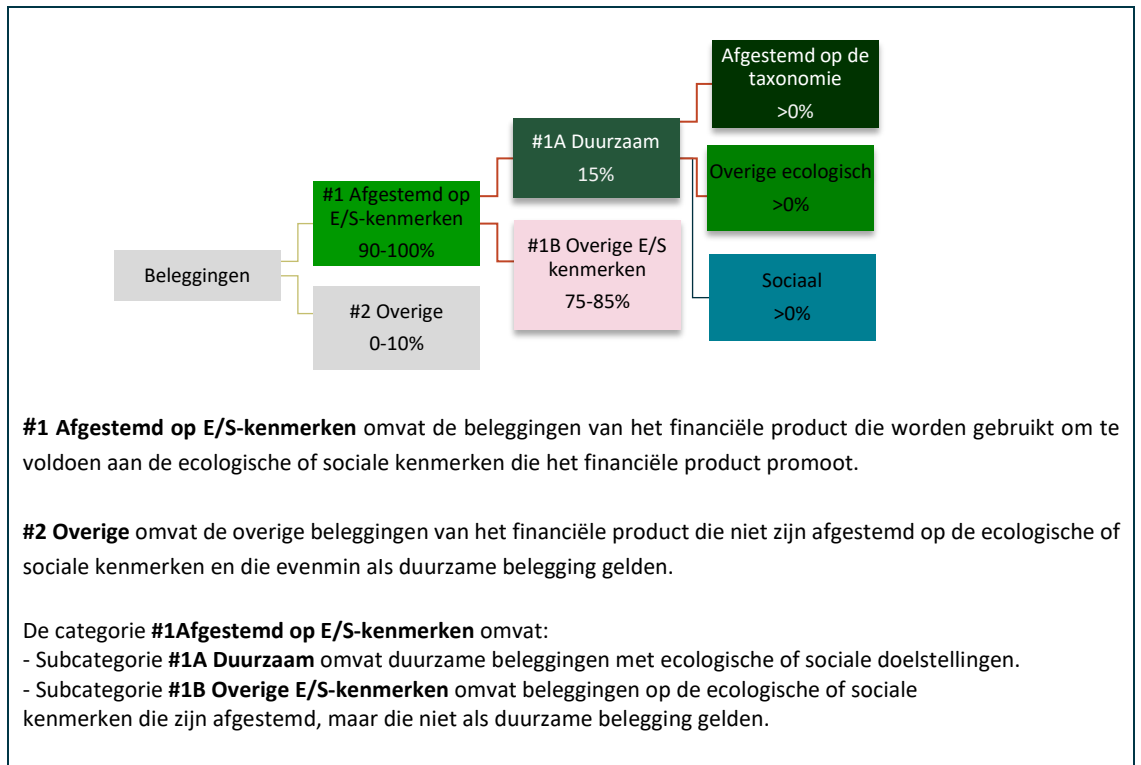 Afgestemd op de
taxonomie
>0%
#1A Duurzaam
15%
Overige ecologisch
>0%
#1 Afgestemd op
E/S-kenmerken
90-100%
#1B Overige E/S
kenmerken
75-85%
Beleggingen
Sociaal
>0%
#2 Overige
0-10%
#1 Afgestemd op E/S-kenmerken omvat de beleggingen van het financiële product die worden gebruikt om te
voldoen aan de ecologische of sociale kenmerken die het financiële product promoot.
#2 Overige omvat de overige beleggingen van het financiële product die niet zijn afgestemd op de ecologische of
sociale kenmerken en die evenmin als duurzame belegging gelden.
De categorie #1Afgestemd op E/S-kenmerken omvat:
- Subcategorie #1A Duurzaam omvat duurzame beleggingen met ecologische of sociale doelstellingen.
- Subcategorie #1B Overige E/S-kenmerken omvat beleggingen op de ecologische of sociale
kenmerken die zijn afgestemd, maar die niet als duurzame belegging gelden.